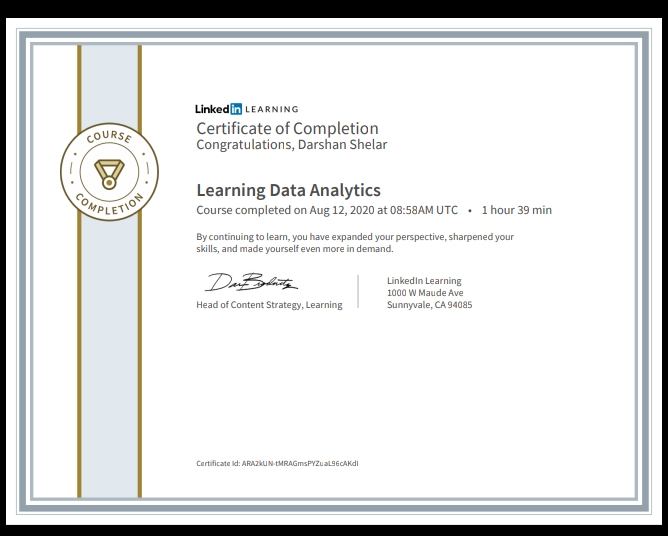 LinkedIn LEARNING
Certificate of Completion
Congratulations, Darshan Shelar
COURSE
COMPLETION
Learning Data Analytics
Course completed on Aug 12, 2020 at 08:58AM UTC • 1 hour 39 min
By continuing to learn, you have expanded your perspective, sharpened your
skills, and made yourself even more in demand.
Head of Content Strategy, Learning
LinkedIn Learning
1000 W Maude Ave
Sunnyvale, CA 94085
Certificate Id: ARA2kUN-tMRAGmsPYZuaL96cAKdI